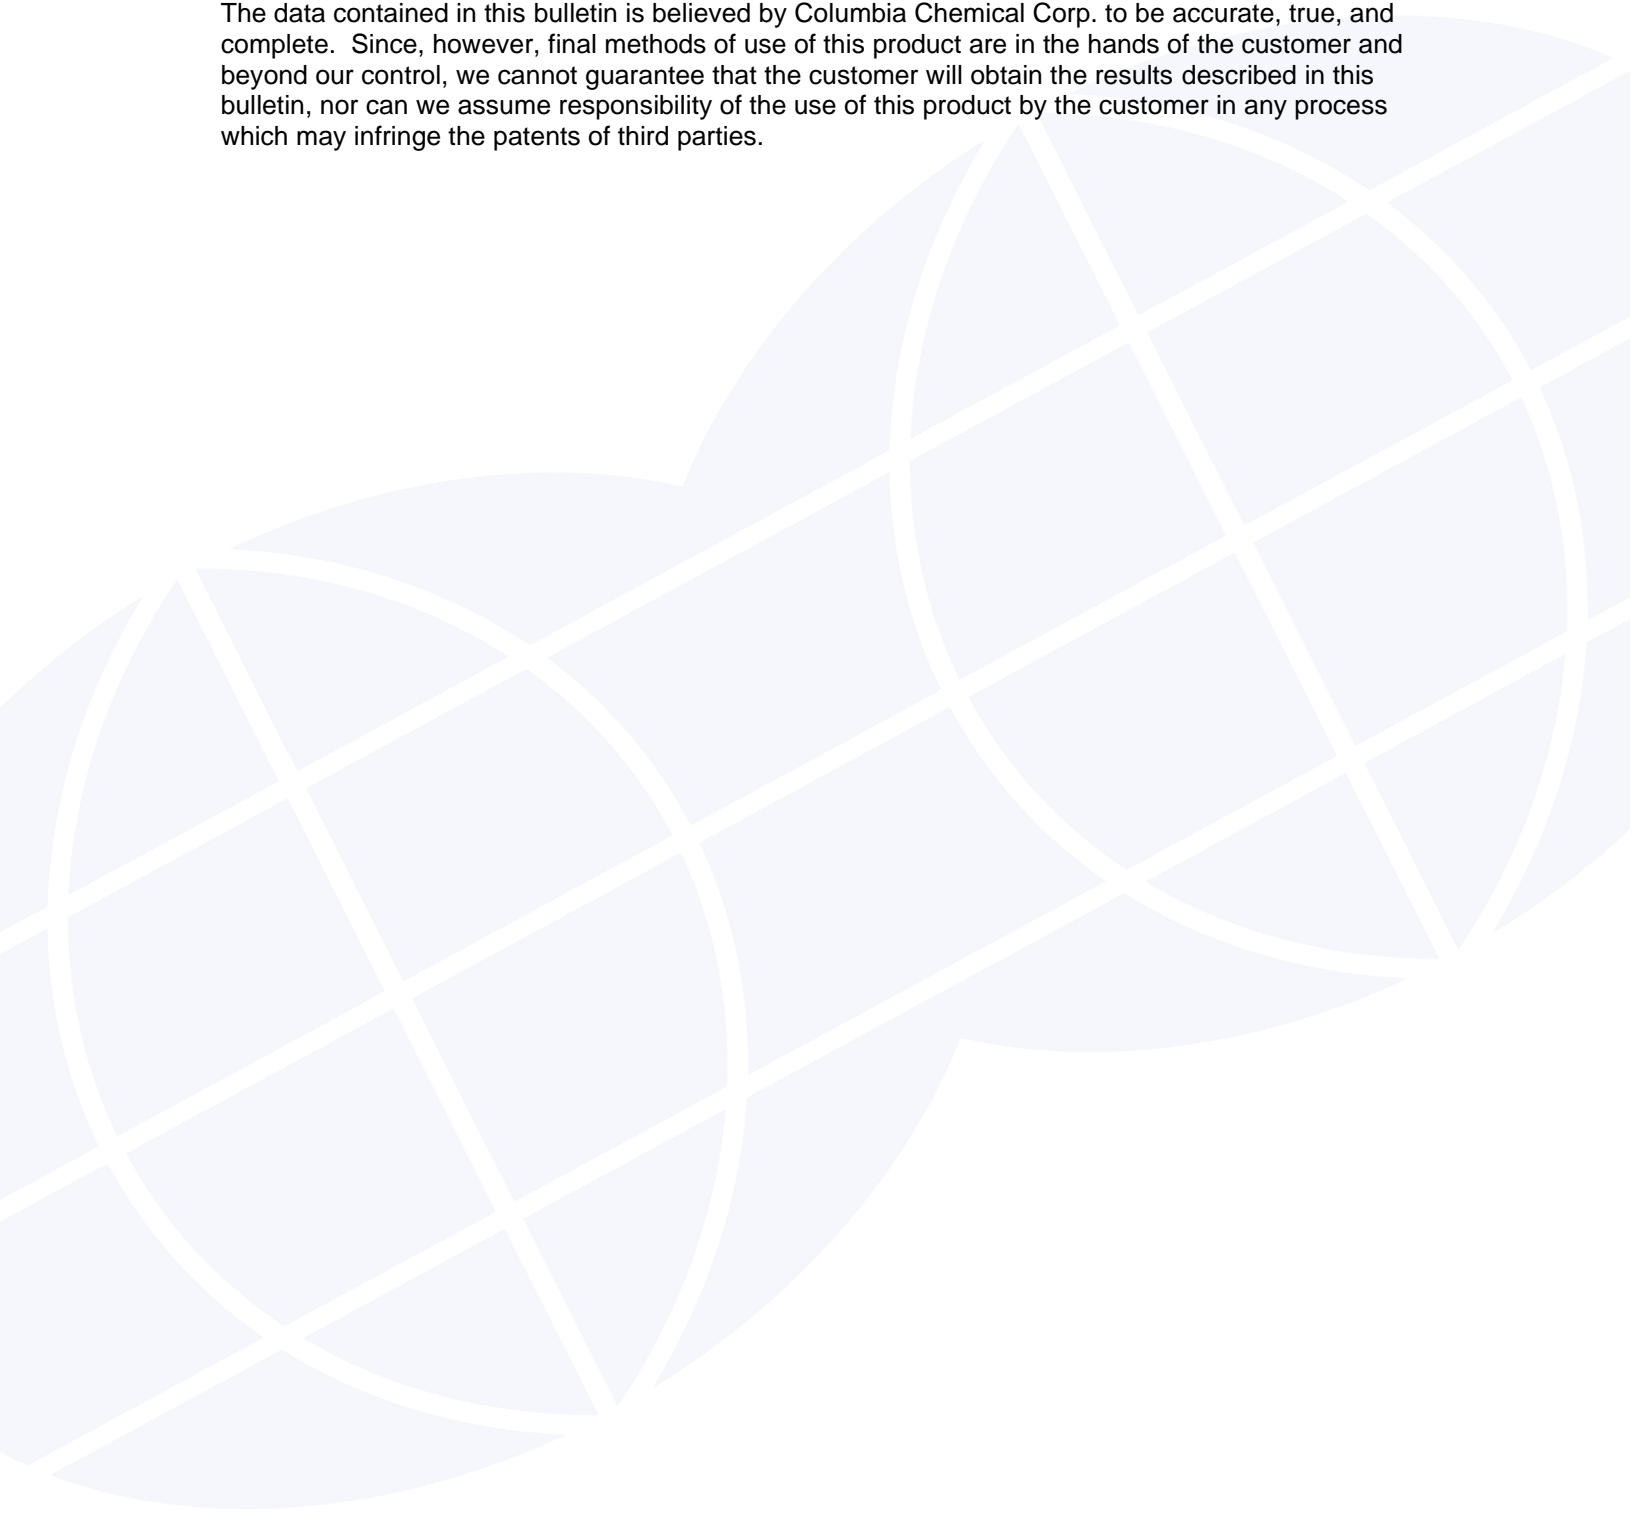 The data contained in this bulletin is believed by Columbia Chemical Corp. to be accurate, true, and
complete.  Since, however, final methods of use of this product are in the hands of the customer and
beyond our control, we cannot guarantee that the customer will obtain the results described in this
bulletin, nor can we assume responsibility of the use of this product by the customer in any process
which may infringe the patents of third parties.